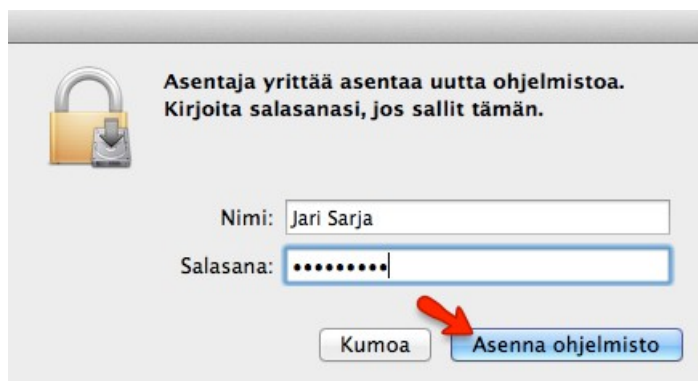 Asentaja yrittää asentaa uutta ohjelmistoa.
Kirjoita salasanasi, jos sallit tämän.
Nimi: Jari Sarja
Salasana: •••••••••
Kumoa Asenna ohjelmisto